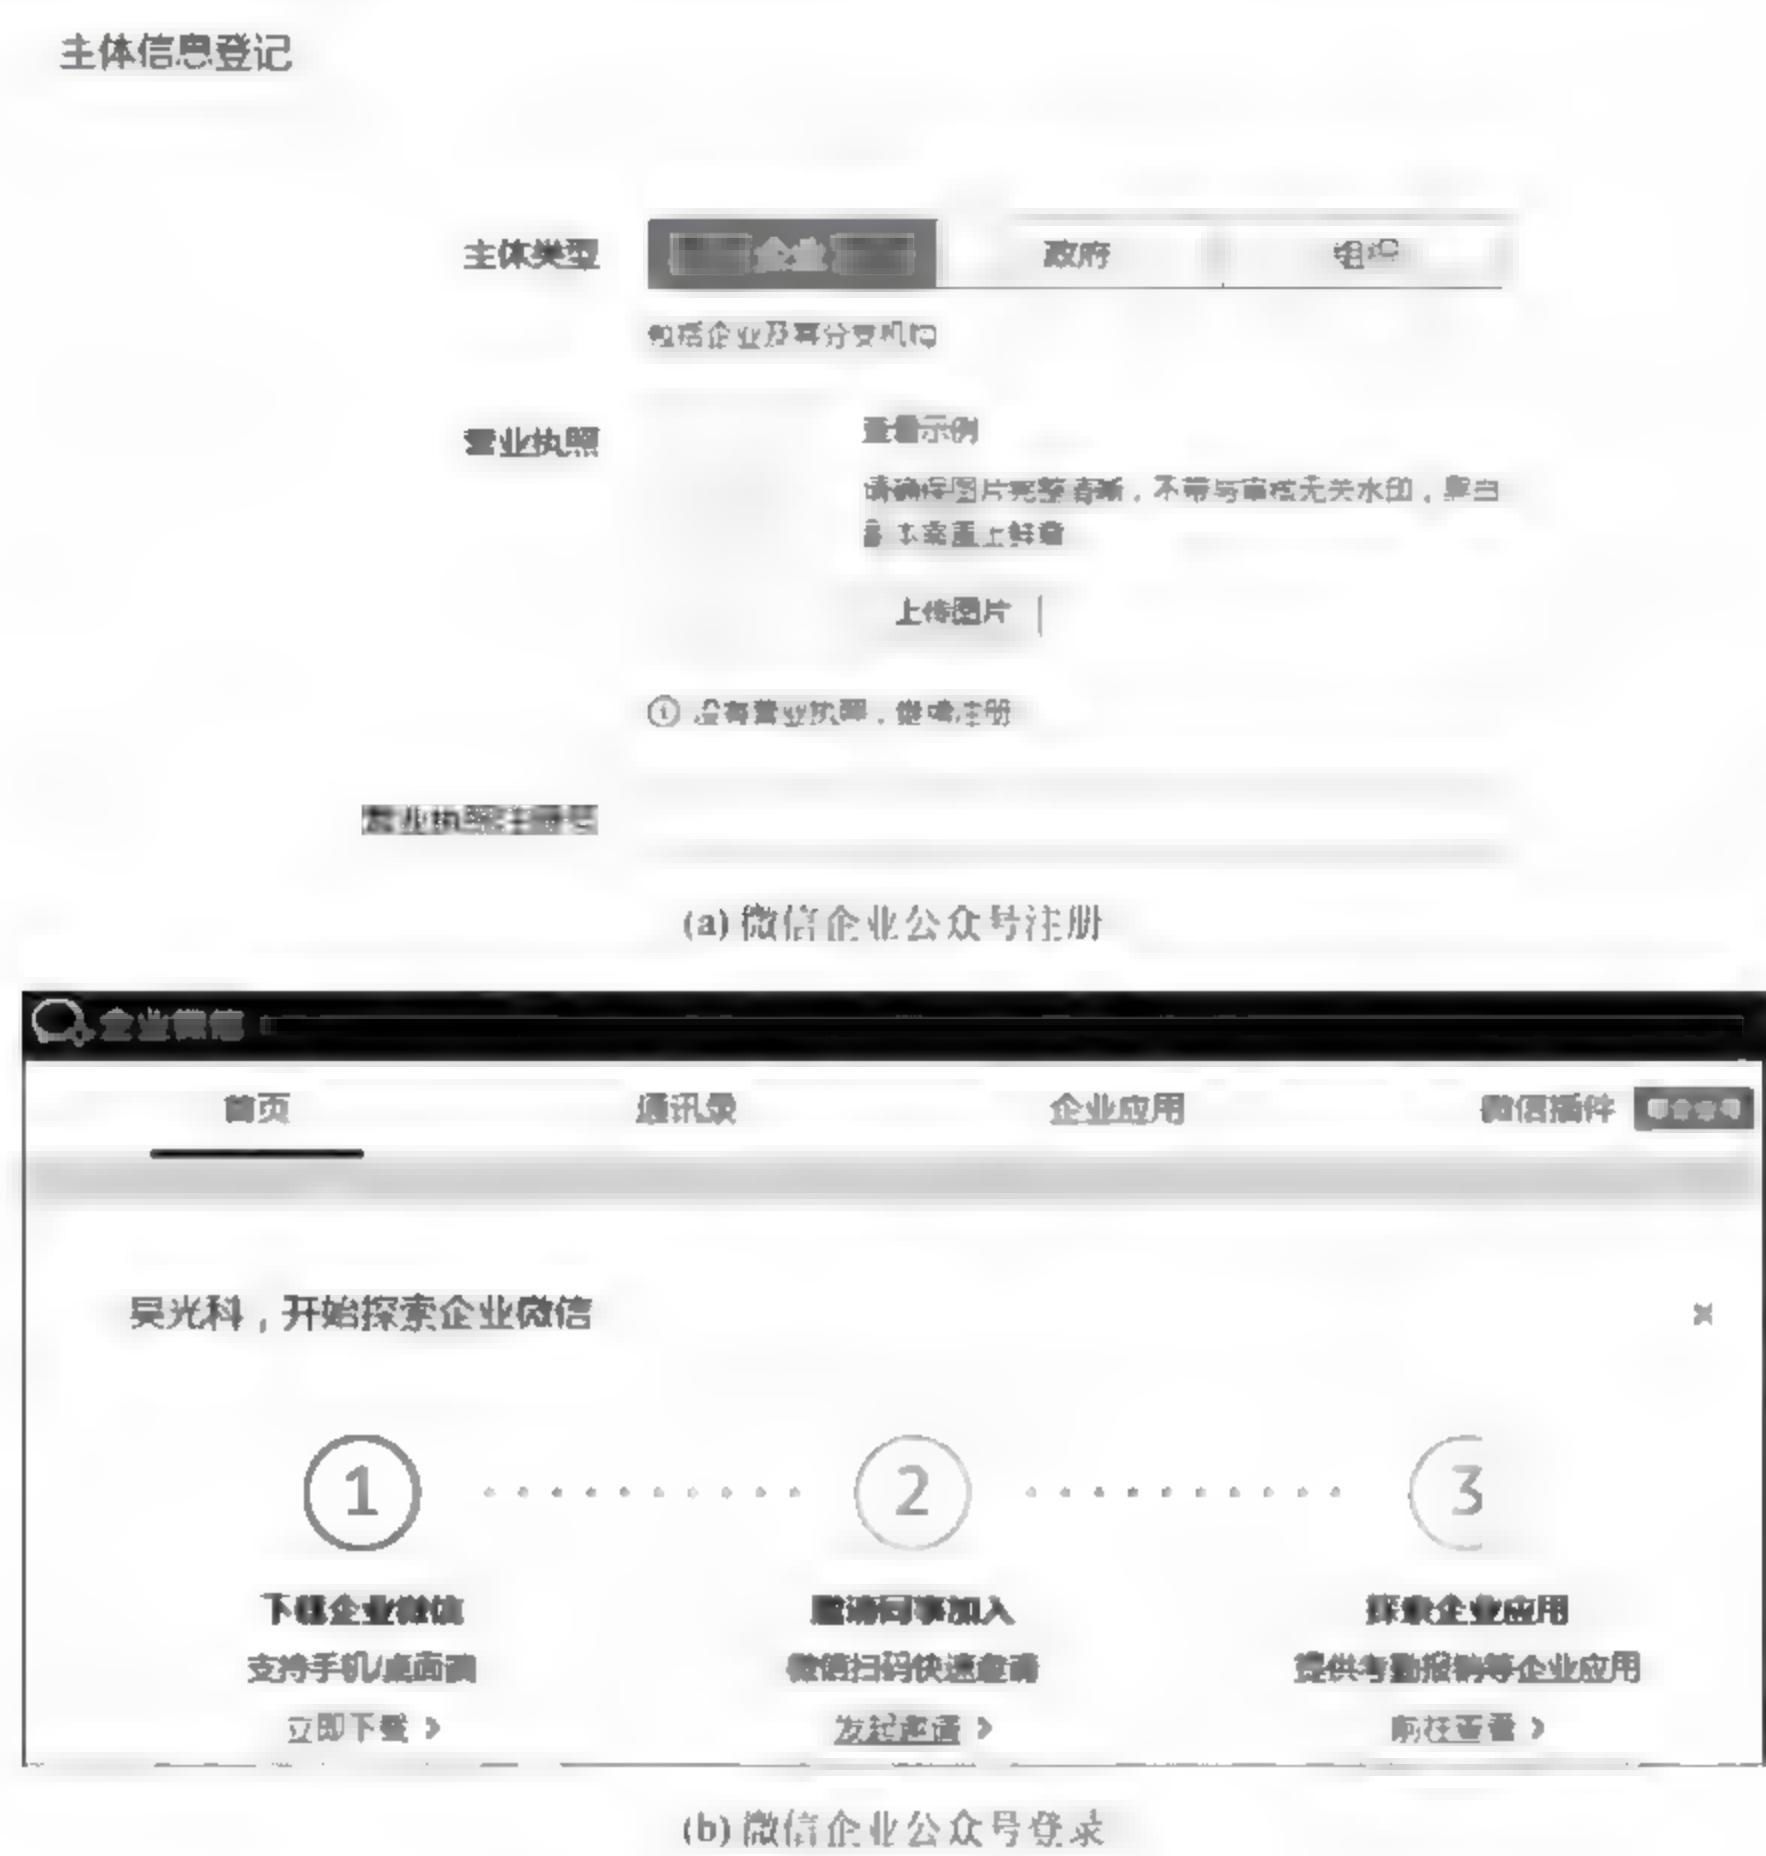 主体信息登记
主体类型 企业 政府 组织
包括企业及其分支机构
营业执照 查看示例
请确保图片完整清晰，不带与审核无关水印，
上传图片
没有营业执照，继续注册
营业执照注册号
(a) 微信企业公众号注册
企业微信
首页 通讯录 企业应用 微信插件
吴光科，开始探索企业微信
1 2 3
下载企业微信 邀请同事加入 探索企业应用
支持手机/桌面端 微信扫码快速邀请 提供考勤报销等企业应用
立即下载 发起邀请 前往查看
(b) 微信企业公众号登录